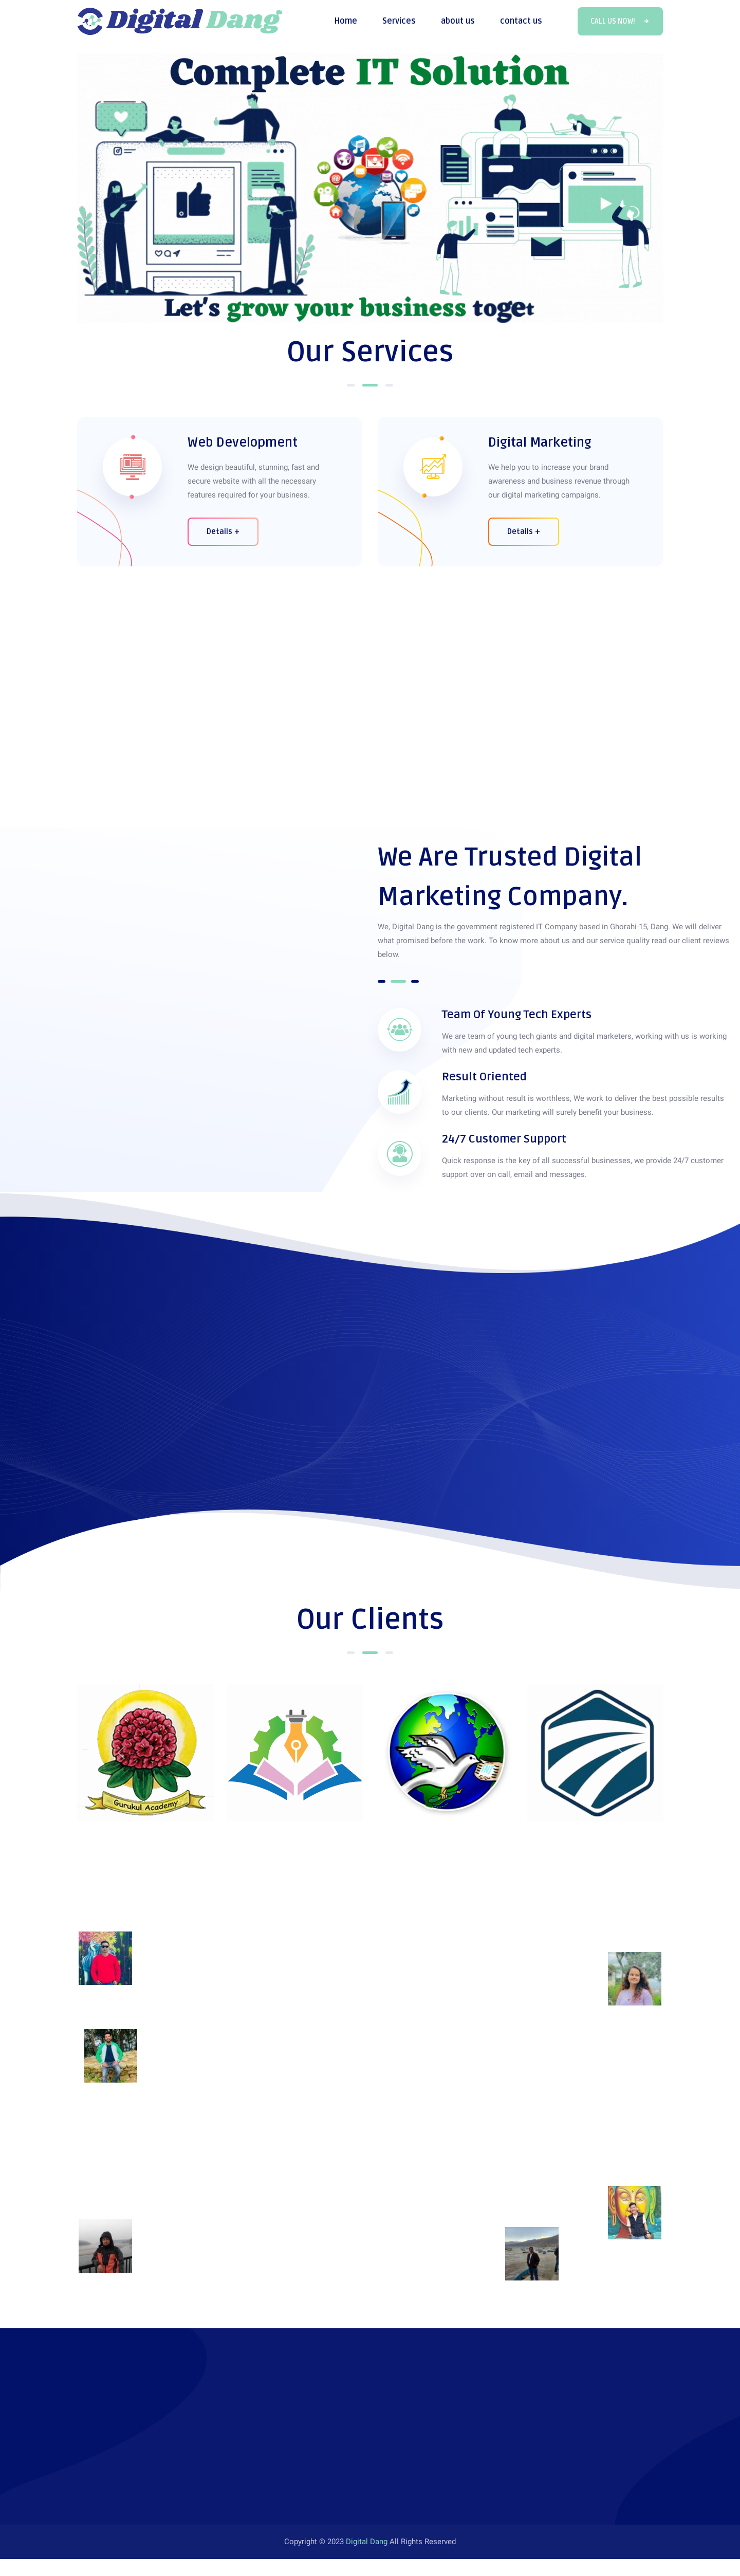 Digital Dang
Home
Services
about us
contact us
CALL US NOW!
Complete IT Solution
Let's grow your business toget
Our Services
Web Development
We design beautiful, stunning, fast and
secure website with all the necessary
features required for your business.
Details +
Digital Marketing
We help you to increase your brand
awareness and business revenue through
our digital marketing campaigns.
Details +
We Are Trusted Digital
Marketing Company.
We, Digital Dang is the government registered IT Company based in Ghorahi-15, Dang. We will deliver
what promised before the work. To know more about us and our service quality read our client reviews
below.
Team Of Young Tech Experts
We are team of young tech giants and digital marketers, working with us is working
with new and updated tech experts.
Result Oriented
Marketing without result is worthless, We work to deliver the best possible results
to our clients. Our marketing will surely benefit your business.
24/7 Customer Support
Quick response is the key of all successful businesses, we provide 24/7 customer
support over on call, email and messages.
Our Clients
Gurukul Academy
Copyright © 2023 Digital Dang All Rights Reserved